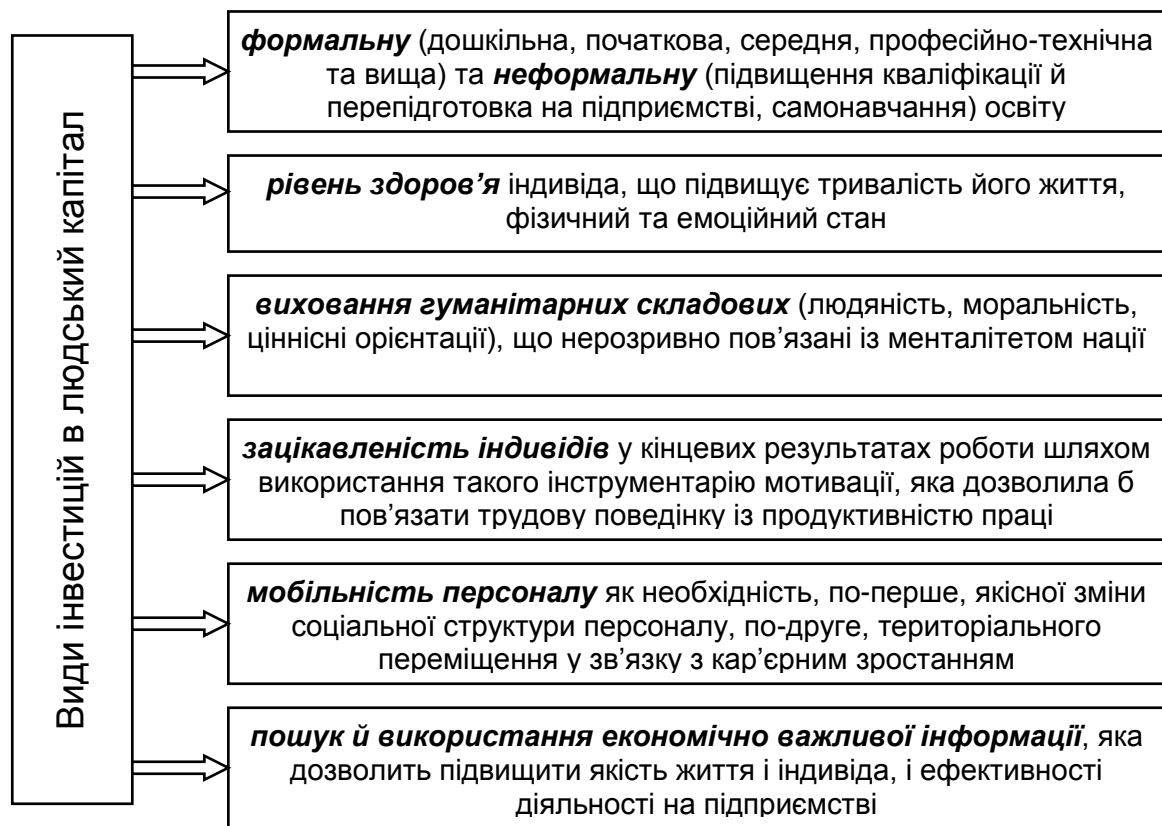 Види інвестицій в людський капітал
формальну (дошкільна, початкова, середня, професійно-технічна
та вища) та неформальну (підвищення кваліфікації й
перепідготовка на підприємстві, самонавчання) освіту
рівень здоров’я індивіда, що підвищує тривалість його життя,
фізичний та емоційний стан
виховання гуманітарних складових (людяність, моральність,
ціннісні орієнтації), що нерозривно пов’язані із менталітетом нації
зацікавленість індивідів у кінцевих результатах роботи шляхом
використання такого інструментарію мотивації, яка дозволила б
пов’язати трудову поведінку із продуктивністю праці
мобільність персоналу як необхідність, по-перше, якісної зміни
соціальної структури персоналу, по-друге, територіального
переміщення у зв’язку з кар’єрним зростанням
пошук й використання економічно важливої інформації, яка
дозволить підвищити якість життя і індивіда, і ефективності
діяльності на підприємстві